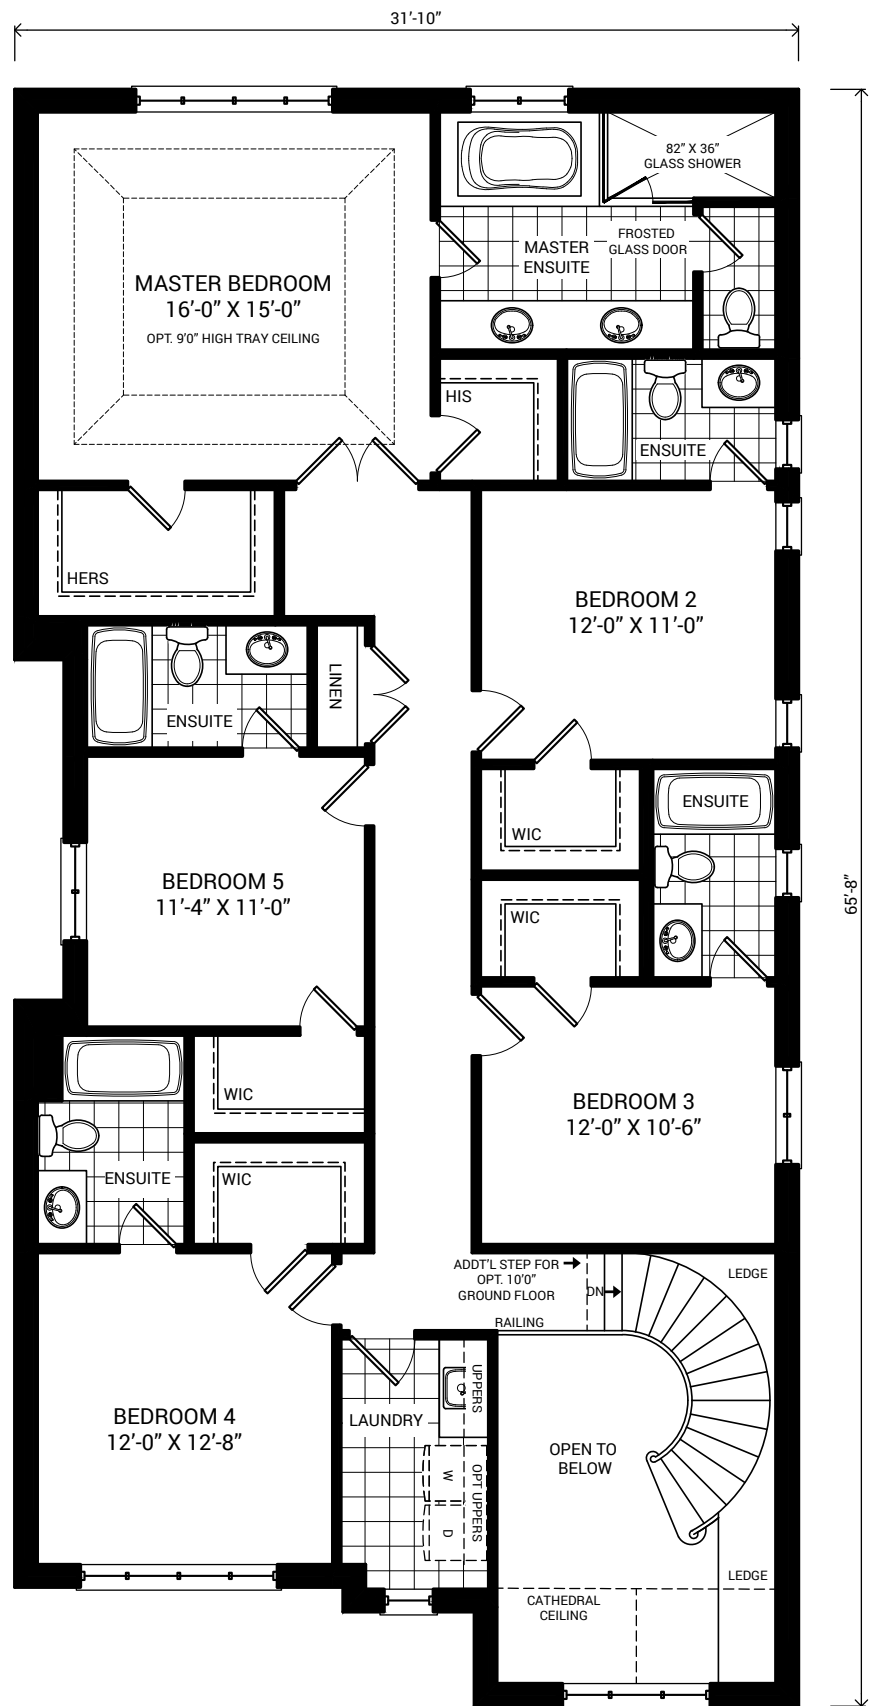 31'-10”
82” X 36”
GLASS SHOWER
MASTER
ENSUITE
FROSTED
GLASS DOOR
MASTER BEDROOM
16'-0” X 15'-0”
OPT. 9'0” HIGH TRAY CEILING
HIS
ENSUITE
HERS
BEDROOM 2
12'-0” X 11'-0”
LINEN
ENSUITE
ENSUITE
WIC
BEDROOM 5
11'-4” X 11'-0”
65'-8”
WIC
WIC
BEDROOM 3
12'-0” X 10'-6”
ENSUITE
WIC
ADDT'L STEP FOR
OPT. 10'0”
GROUND FLOOR
DN
LEDGE
RAILING
BEDROOM 4
12'-0” X 12'-8”
LAUNDRY
UPPERS
OPT UPPERS
W
D
OPEN TO
BELOW
LEDGE
CATHEDRAL
CEILING